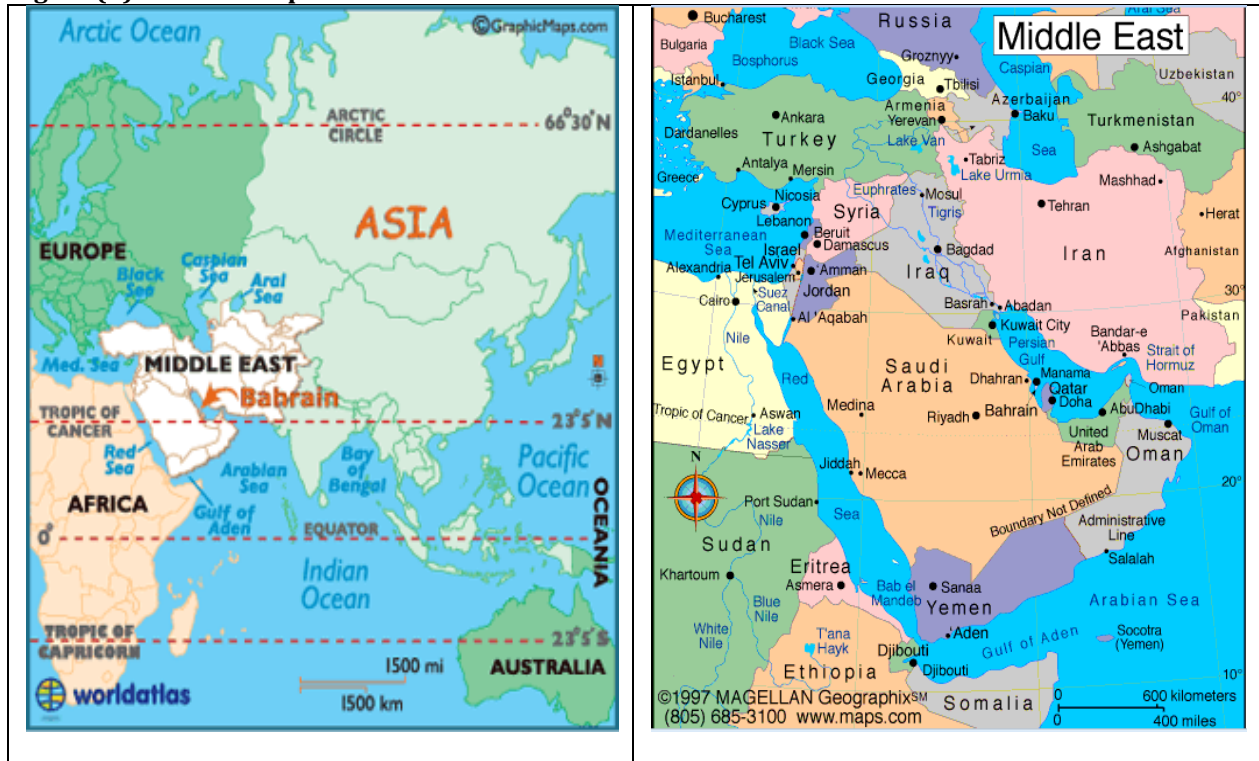 Arctic Ocean
©GraphicMaps.com
ARCTIC
CIRCLE
66°30'N
ASIA
EUROPE
Black
Sea
Caspian
Sea
Aral
Sea
Med. Sea
MIDDLE EAST
Bahrain
TROPIC OF
CANCER
23°5'N
Red
Sea
Arabian
Sea
Bay
of
Bengal
Pacific
Ocean
AFRICA
Gulf of
Aden
EQUATOR
0°
OCEANIA
Indian
Ocean
TROPIC OF
CAPRICORN
23°5'S
1500 mi
1500 km
AUSTRALIA
worldatlas
maps
Middle East
Bucharest
Russia
Aral Sea
Bulgaria
Black Sea
Bosphorus
Groznyy
Caspian
Sea
Uzbekistan
Istanbul
Georgia
Tbilisi
40°
Armenia
Yerevan
Azerbaijan
Baku
Turkmenistan
Ankara
Dardanelles
Turkey
Lake Van
Ashgabat
Tabriz
Lake Urmia
Antalya
Mersin
Greece
Mashhad
Nicosia
Cyprus
Euphrates
Mosul
Tigris
Syria
Tehran
Herat
Lebanon
Beruit
Mediterranean
Sea
Damascus
Israel
Bagdad
Iran
Afghanistan
Tel Aviv
Alexandria
Jerusalem
'Amman
Iraq
Jordan
Suez
Canal
Cairo
Basrah
Abadan
30°
Al 'Aqabah
Kuwait City
Kuwait
Pakistan
Bandar-e
'Abbas
Nile
Persian
Gulf
Strait of
Hormuz
Egypt
Saudi
Arabia
Dhahran
Manama
Red
Sea
Qatar
Doha
Oman
Medina
Riyadh
Bahrain
AbuDhabi
Gulf of
Oman
Tropic of Cancer
Aswan
Lake
Nasser
United
Arab
Emirates
Muscat
Oman
N
Jiddah
Mecca
20°
Port Sudan
Nile
Boundary Not Defined
Administrative
Line
Sudan
Salalah
Eritrea
Khartoum
Asmera
Bab el
Mandeb
Sanaa
Yemen
Arabian Sea
Blue
Nile
White
Nile
T'ana
Hayk
'Aden
Gulf of Aden
Socotra
(Yemen)
Djibouti
Djibouti
Ethiopia
10°
©1997 MAGELLAN Geographix℠
(805) 685-3100 www.maps.com
Somalia
0
600 kilometers
0
400 miles